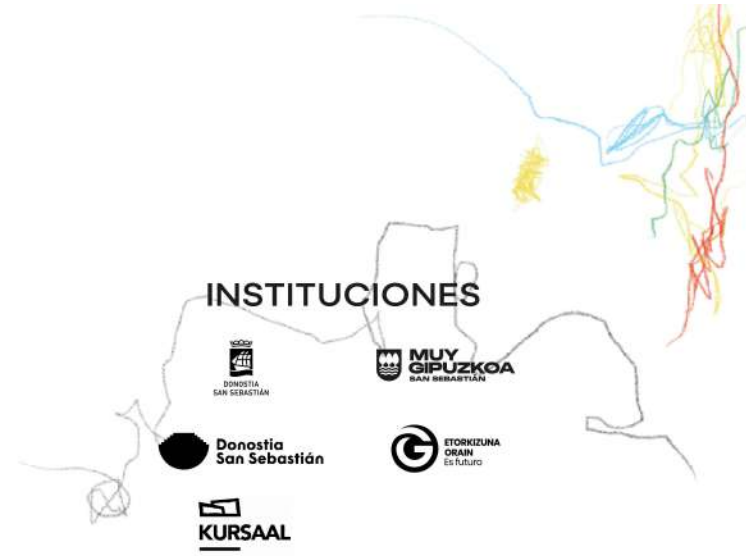 INSTITUCIONES
DONOSTIA
SAN SEBASTIÁN
MUY
GIPUZKOA
SAN SEBASTIÁN
Donostia
San Sebastián
ETORKIZUNA
ORAIN
Es futuro
KURSAAL